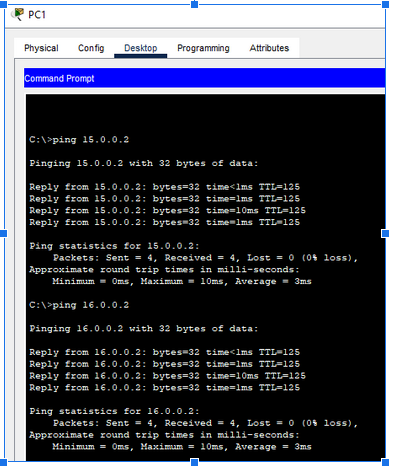 PC1
Physical Config Desktop Programming Attributes
Command Prompt
C:\>ping 15.0.0.2
Pinging 15.0.0.2 with 32 bytes of data:
Reply from 15.0.0.2: bytes=32 time<1ms TTL=125
Reply from 15.0.0.2: bytes=32 time=1ms TTL=125
Reply from 15.0.0.2: bytes=32 time=10ms TTL=125
Reply from 15.0.0.2: bytes=32 time=1ms TTL=125
Ping statistics for 15.0.0.2:
Packets: Sent = 4, Received = 4, Lost = 0 (0% loss),
Approximate round trip times in milli-seconds:
Minimum = 0ms, Maximum = 10ms, Average = 3ms
C:\>ping 16.0.0.2
Pinging 16.0.0.2 with 32 bytes of data:
Reply from 16.0.0.2: bytes=32 time<1ms TTL=125
Reply from 16.0.0.2: bytes=32 time=1ms TTL=125
Reply from 16.0.0.2: bytes=32 time=10ms TTL=125
Reply from 16.0.0.2: bytes=32 time=1ms TTL=125
Ping statistics for 16.0.0.2:
Packets: Sent = 4, Received = 4, Lost = 0 (0% loss),
Approximate round trip times in milli-seconds:
Minimum = 0ms, Maximum = 10ms, Average = 3ms